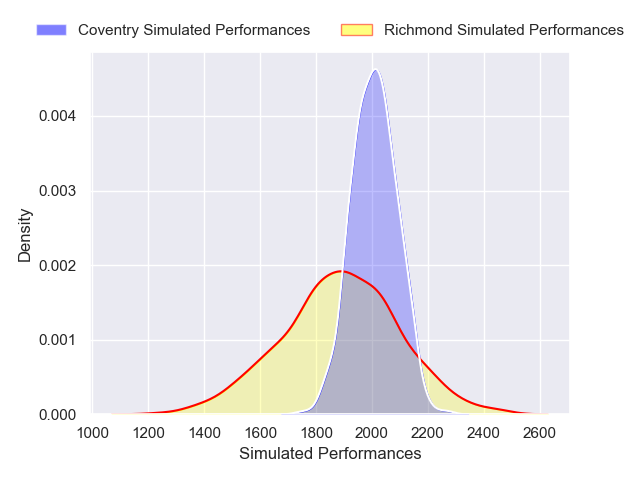 Coventry Simulated Performances Richmond Simulated Performances
0.004
0.003
0.002
0.001
0.000
Density
1000 1200 1400 1600 1800 2000 2200 2400 2600
Simulated Performances